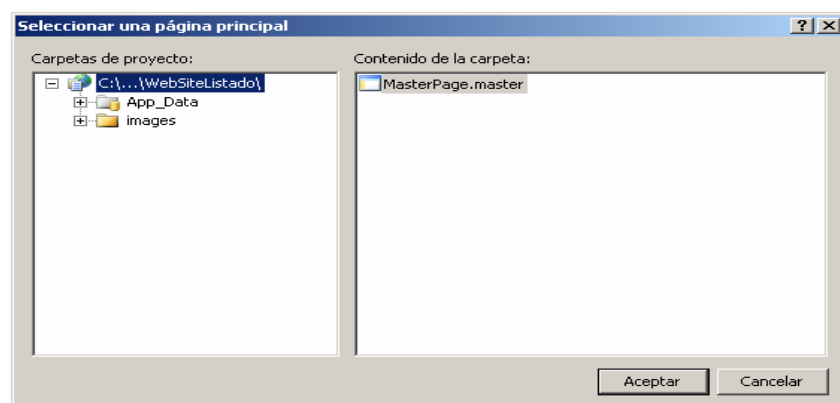 Seleccionar una página principal
Carpetas de proyecto:
Contenido de la carpeta:
C:\...\WebSiteListado\
App_Data
images
MasterPage.master
Aceptar
Cancelar